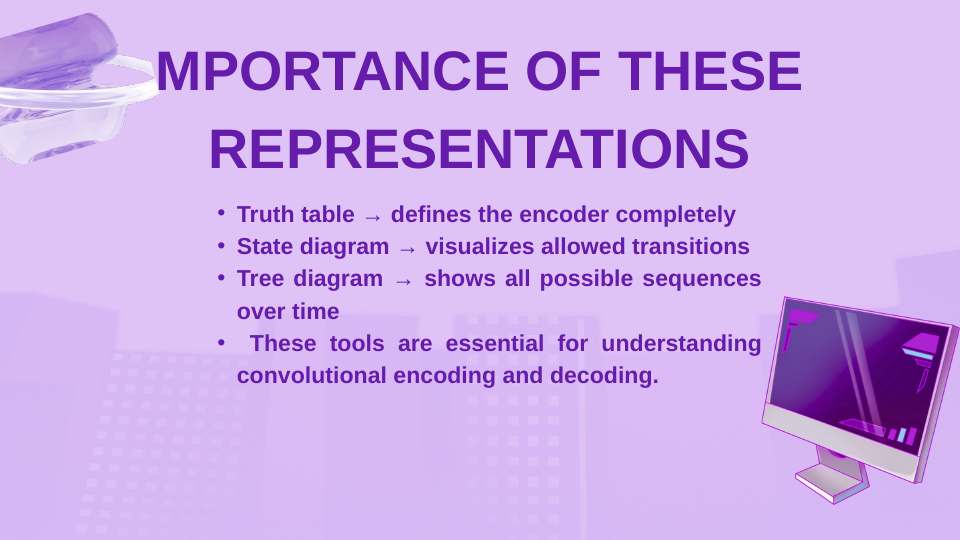 MPORTANCE OF THESE
REPRESENTATIONS
• Truth table → defines the encoder completely
• State diagram → visualizes allowed transitions
• Tree diagram → shows all possible sequences
over time
• These tools are essential for understanding
convolutional encoding and decoding.